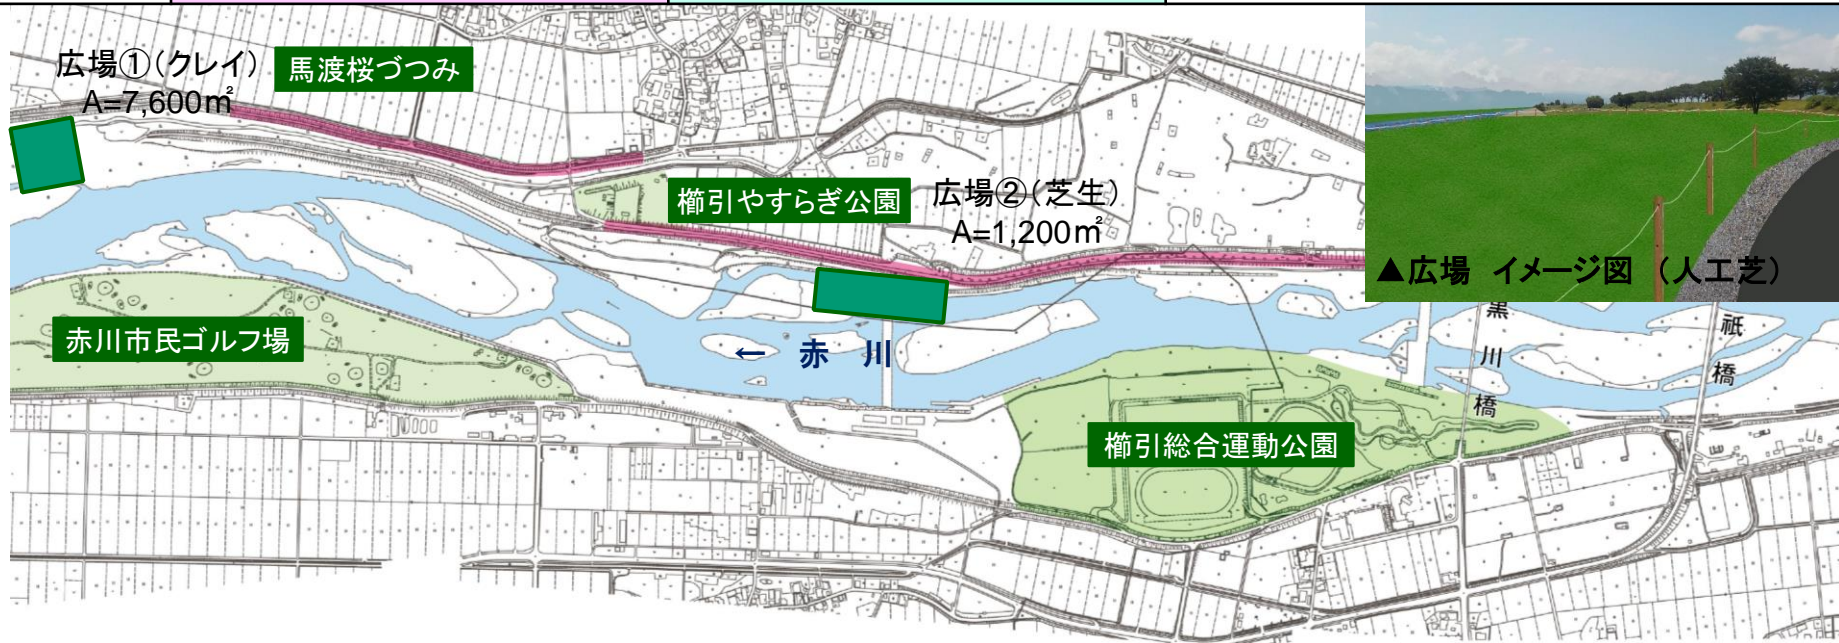 広場①(クレイ)
A=7,600㎡
馬渡桜づつみ
櫛引やすらぎ公園
広場②(芝生)
A=1,200㎡
▲広場 イメージ図 (人工芝)
赤川市民ゴルフ場
← 赤 川
黒川橋
祇橋
櫛引総合運動公園